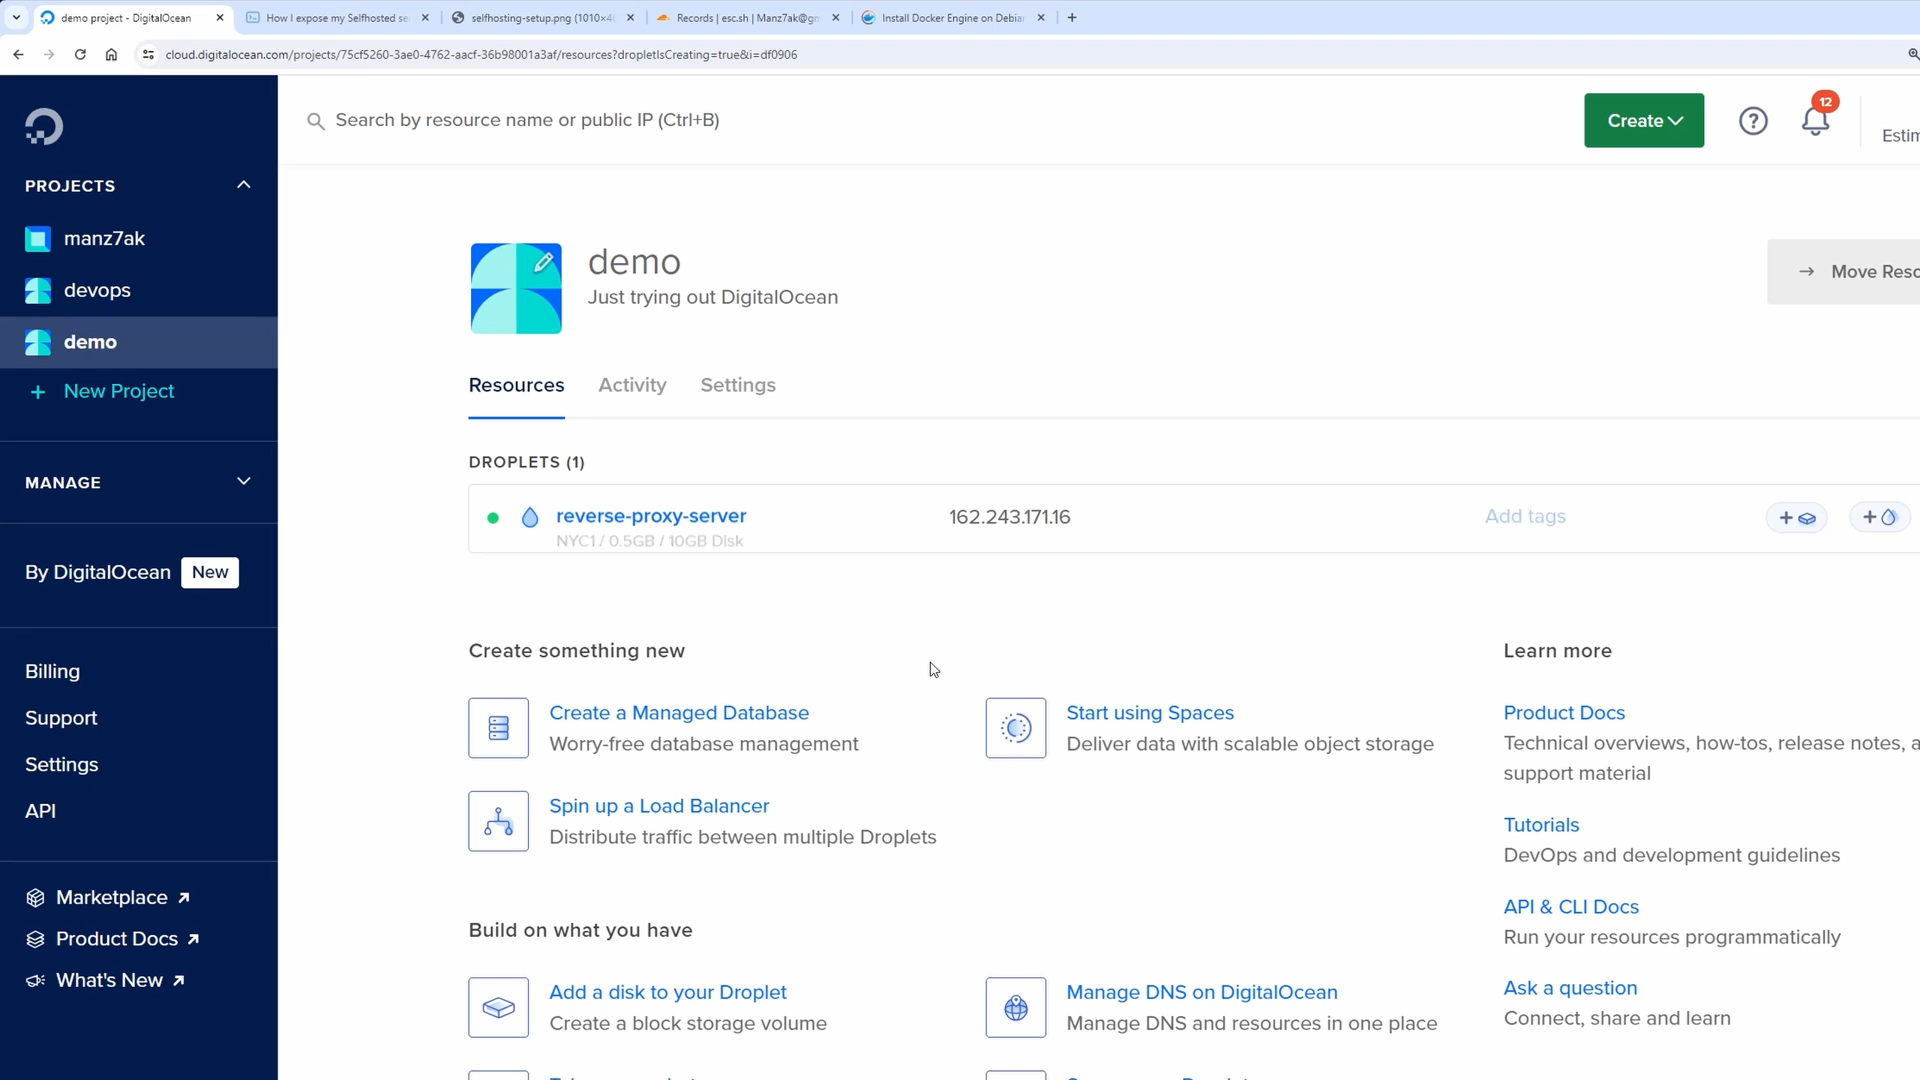 demo project - DigitalOcean
How I expose my Selfhosted se
selfhosting-setup.png (1010×4
Records | esc.sh | Manz7ak@gm
Install Docker Engine on Debian
cloud.digitalocean.com/projects/75cf5260-3ae0-4762-aacf-36b98001a3af/resources?dropletIsCreating=true&i=df0906
Search by resource name or public IP (Ctrl+B)
Create
12
Estim
PROJECTS
manz7ak
devops
demo
+ New Project
MANAGE
By DigitalOcean New
Billing
Support
Settings
API
Marketplace
Product Docs
What's New
demo
Just trying out DigitalOcean
→ Move Reso
Resources
Activity
Settings
DROPLETS (1)
reverse-proxy-server
162.243.171.16
Add tags
NYC1 / 0.5GB / 10GB Disk
Create something new
Create a Managed Database
Worry-free database management
Start using Spaces
Deliver data with scalable object storage
Spin up a Load Balancer
Distribute traffic between multiple Droplets
Build on what you have
Add a disk to your Droplet
Create a block storage volume
Manage DNS on DigitalOcean
Manage DNS and resources in one place
Learn more
Product Docs
Technical overviews, how-tos, release notes, a
support material
Tutorials
DevOps and development guidelines
API & CLI Docs
Run your resources programmatically
Ask a question
Connect, share and learn